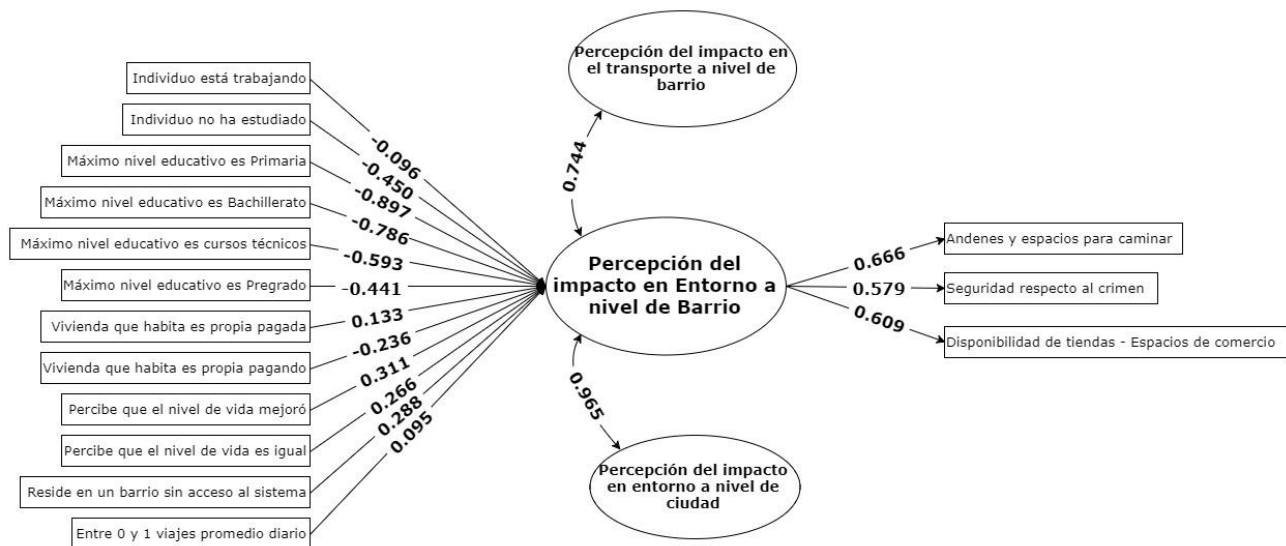 Percepción del impacto en
el transporte a nivel de
barrio
Individuo está trabajando
Individuo no ha estudiado
Máximo nivel educativo es Primaria
Máximo nivel educativo es Bachillerato
Máximo nivel educativo es cursos técnicos
Máximo nivel educativo es Pregrado
Vivienda que habita es propia pagada
Vivienda que habita es propia pagando
Percibe que el nivel de vida mejoró
Percibe que el nivel de vida es igual
Reside en un barrio sin acceso al sistema
Entre 0 y 1 viajes promedio diario
-0.096
-0.450
-0.897
-0.786
-0.593
-0.441
0.133
-0.236
0.311
0.266
0.288
0.095
0.744
Percepción del
impacto en Entorno a
nivel de Barrio
0.965
Percepción del impacto
en entorno a nivel de
ciudad
0.666
0.579
0.609
Andenes y espacios para caminar
Seguridad respecto al crimen
Disponibilidad de tiendas - Espacios de comercio